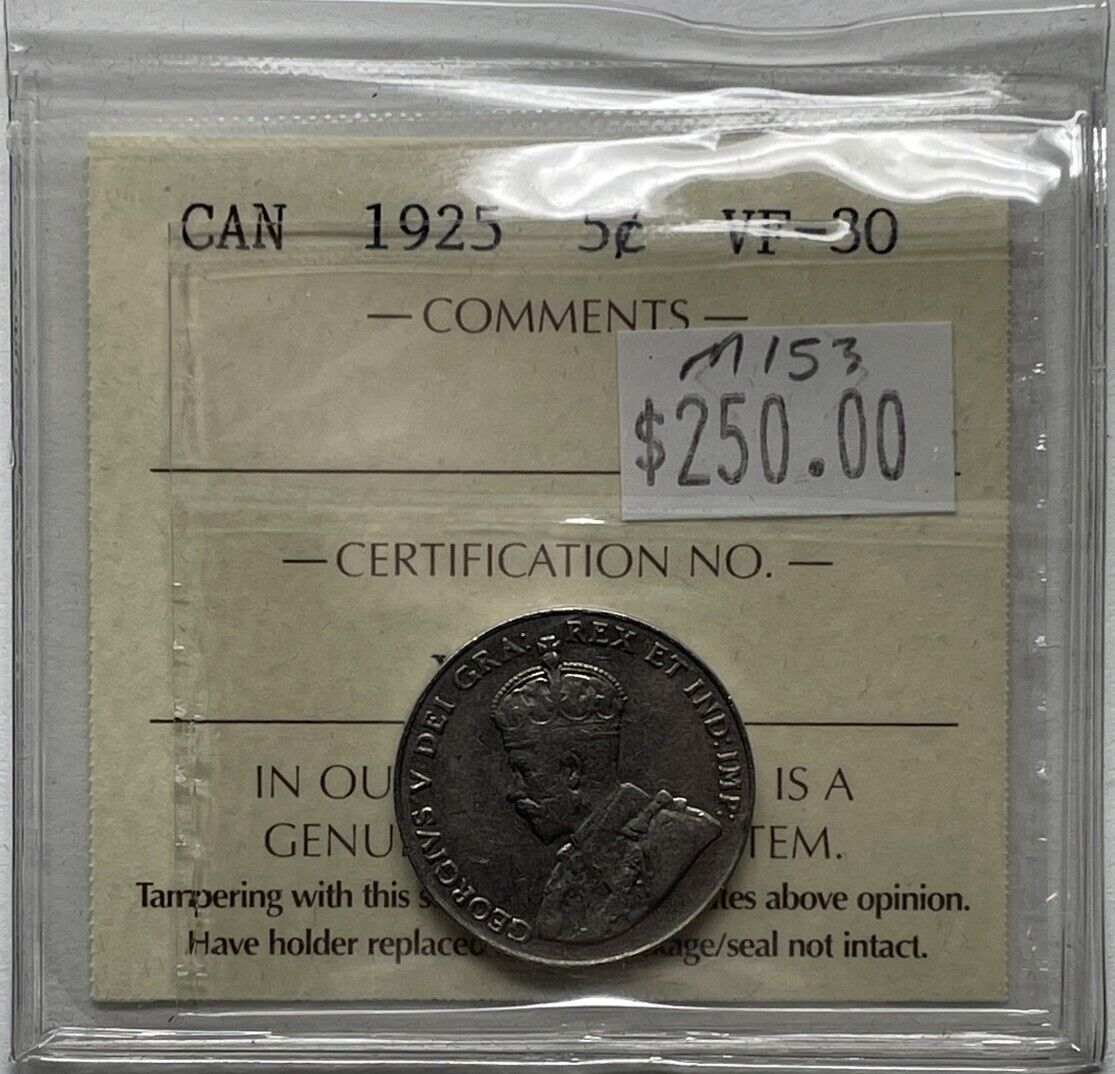 CAN 1925 5¢ VF-30
— COMMENTS —
M153
$250.00
— CERTIFICATION NO. —
GEORGIVS V DEI GRA: REX ET IND: IMP:
IN OU IS A
GENU TEM.
Tampering with this s tes above opinion.
Have holder replaced kage/seal not intact.